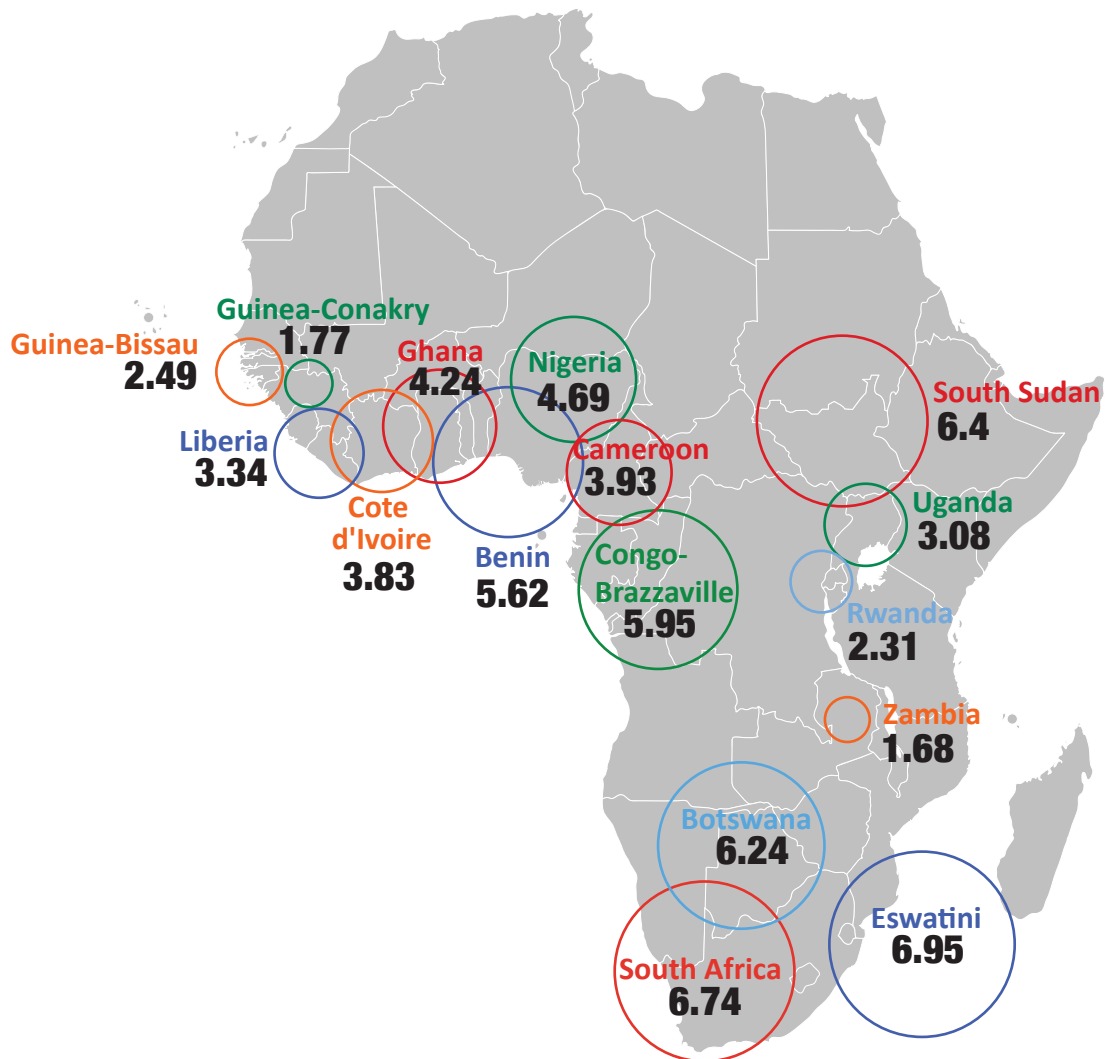 Guinea-Conakry
1.77
Guinea-Bissau
2.49
Ghana
4.24
Nigeria
4.69
South Sudan
6.4
Liberia
3.34
Cameroon
3.93
Cote
d'Ivoire
3.83
Benin
5.62
Uganda
3.08
Congo-
Brazzaville
5.95
Rwanda
2.31
Zambia
1.68
Botswana
6.24
Eswatini
6.95
South Africa
6.74